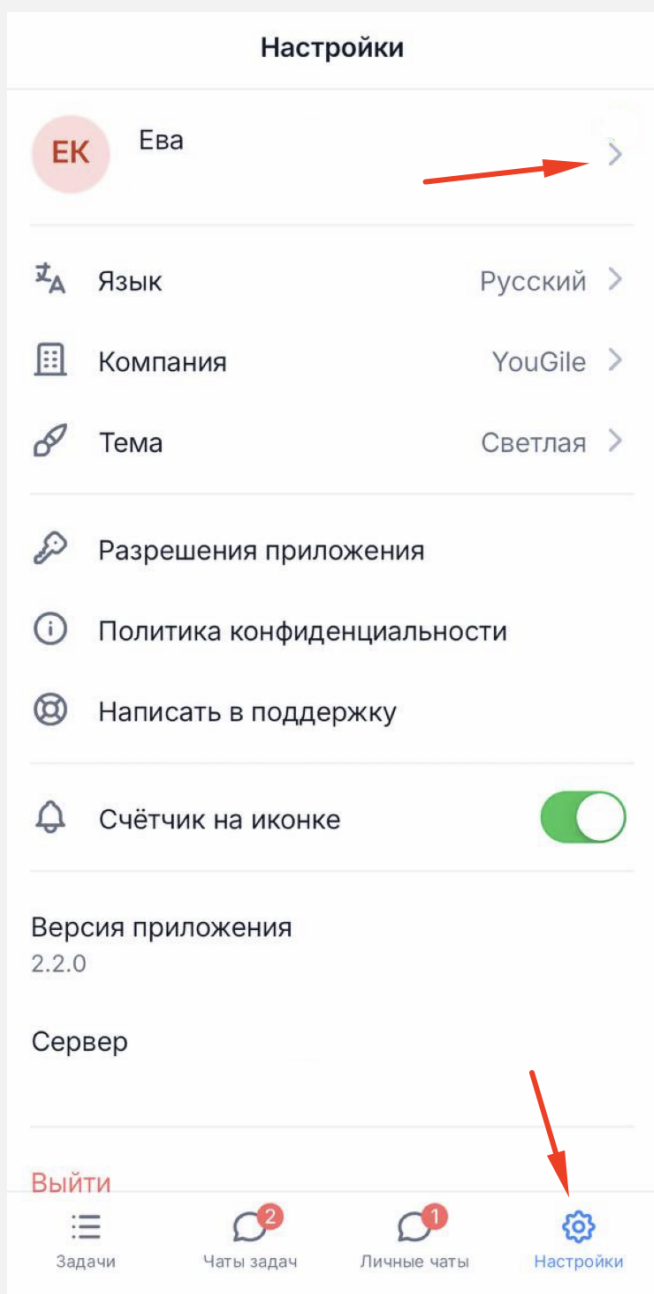 Настройки
ЕК
Ева
Язык
Русский
Компания
YouGile
Тема
Светлая
Разрешения приложения
Политика конфиденциальности
Написать в поддержку
Счётчик на иконке
Версия приложения
2.2.0
Сервер
Выйти
2
1
Задачи
Чаты задач
Личные чаты
Настройки